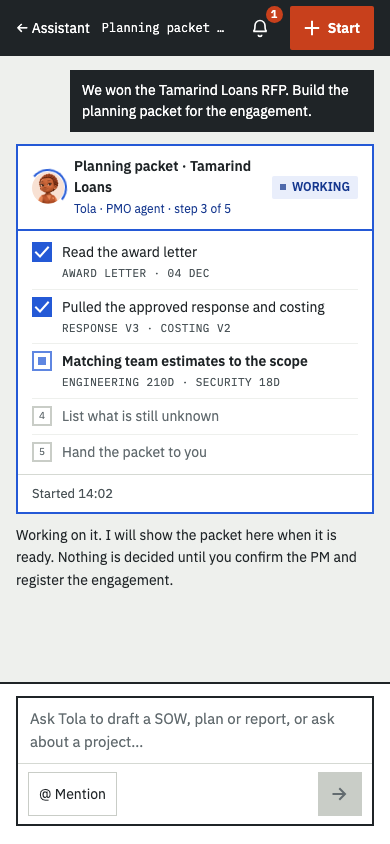 ← Assistant Planning packet … 1 + Start
We won the Tamarind Loans RFP. Build the
planning packet for the engagement.
Planning packet · Tamarind
Loans
WORKING
Tola · PMO agent · step 3 of 5
Read the award letter
AWARD LETTER · 04 DEC
Pulled the approved response and costing
RESPONSE V3 · COSTING V2
Matching team estimates to the scope
ENGINEERING 210D · SECURITY 18D
4 List what is still unknown
5 Hand the packet to you
Started 14:02
Working on it. I will show the packet here when it is
ready. Nothing is decided until you confirm the PM and
register the engagement.
Ask Tola to draft a SOW, plan or report, or ask
about a project...
@ Mention